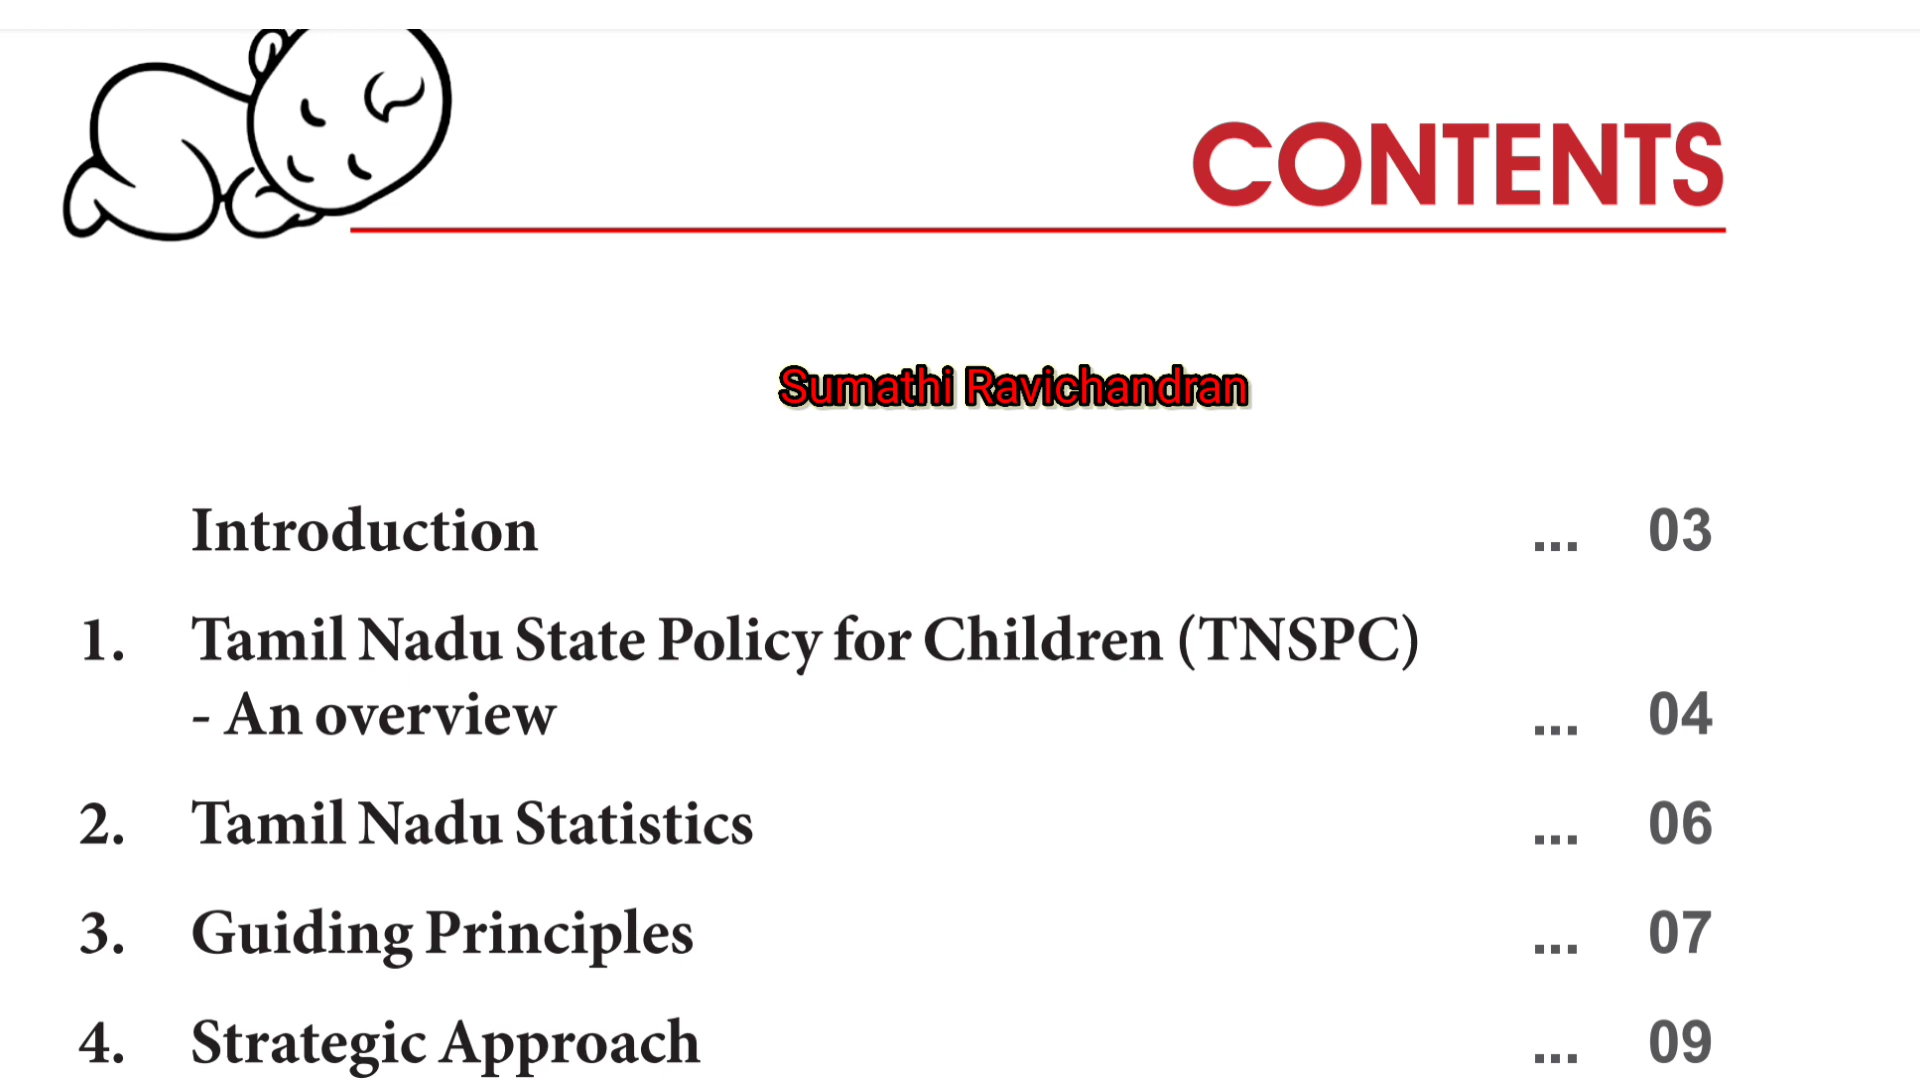 CONTENTS
Sumathi Ravichandran
Introduction ... 03
1. Tamil Nadu State Policy for Children (TNSPC)
- An overview ... 04
2. Tamil Nadu Statistics ... 06
3. Guiding Principles ... 07
4. Strategic Approach ... 09